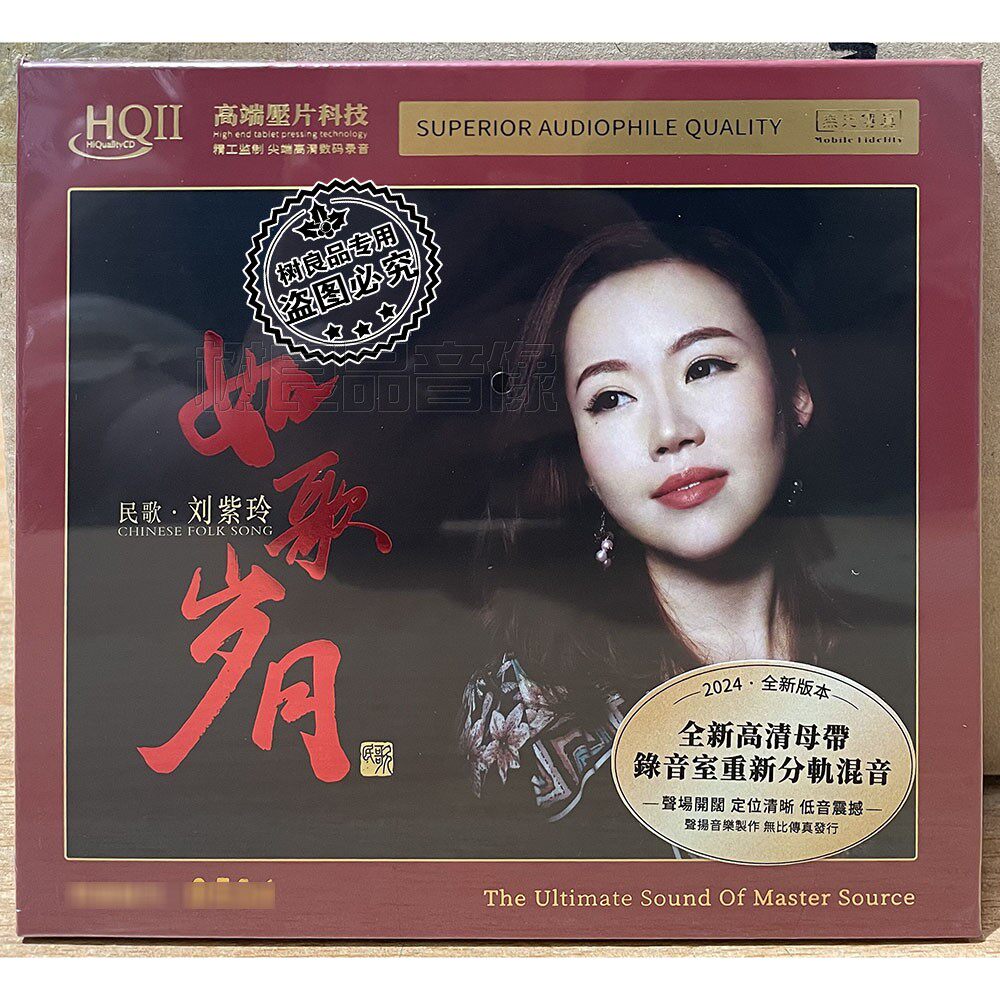 HQII
HiQualityCD
高端壓片科技
High end tablet pressing technology
精工监制 尖端高清数码录音
SUPERIOR AUDIOPHILE QUALITY
Mobile Fidelity
树良品专用
盗图必究
树良品音像
如歌
岁月
民歌·刘紫玲
CHINESE FOLK SONG
民歌
2024·全新版本
全新高清母帶
錄音室重新分軌混音
聲場開闊 定位清晰 低音震撼
聲揚音樂製作 無比傳真發行
The Ultimate Sound Of Master Source